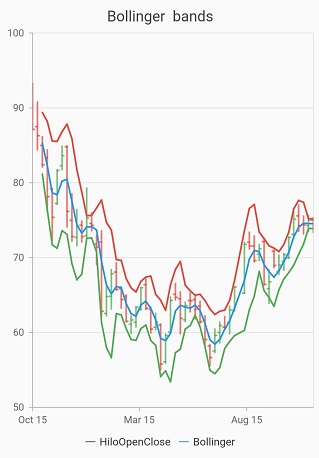 Bollinger bands
100
90
80
70
60
50
Oct 15
Mar 15
Aug 15
HiloOpenClose
Bollinger